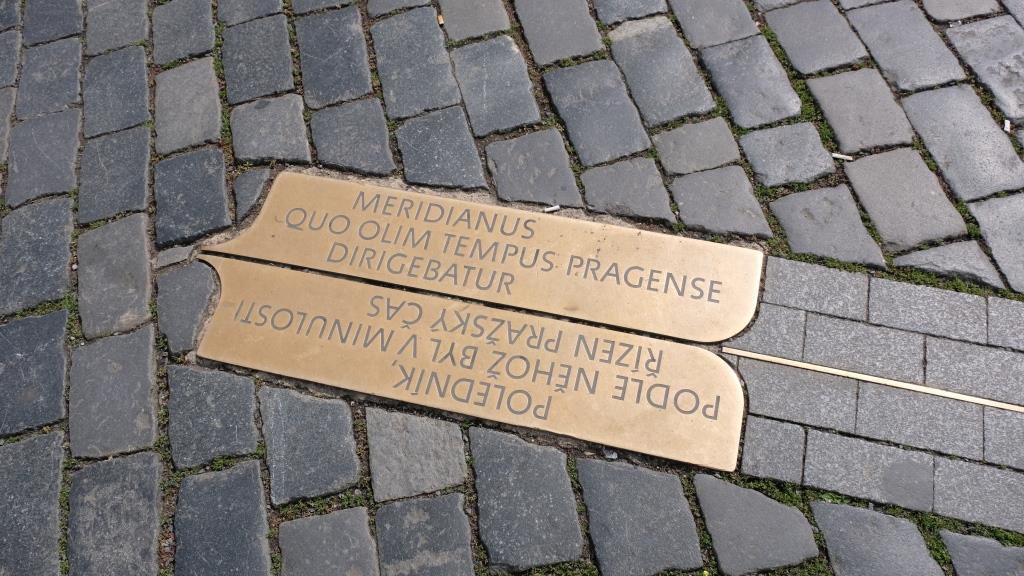 MERIDIANUS
QUO OLIM TEMPUS PRAGENSE
DIRIGEBATUR
POLEDNÍK,
PODLE NĚHOŽ BYL V MINULOSTI
ŘÍZEN PRAŽSKÝ ČAS